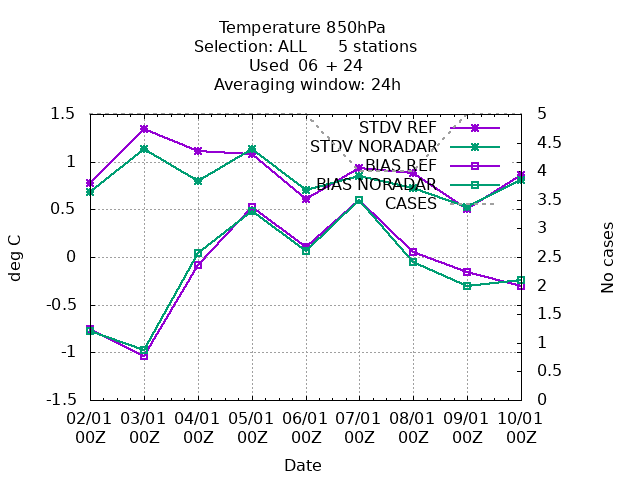 Temperature 850hPa
Selection: ALL      5 stations
Used  06 + 24
Averaging window: 24h
1.5
1
0.5
0
-0.5
-1
-1.5
deg C
STDV REF
STDV NORADAR
BIAS REF
BIAS NORADAR
CASES
5
4.5
4
3.5
3
2.5
2
1.5
1
0.5
0
No cases
02/01 03/01 04/01 05/01 06/01 07/01 08/01 09/01 10/01
00Z 00Z 00Z 00Z 00Z 00Z 00Z 00Z 00Z
Date